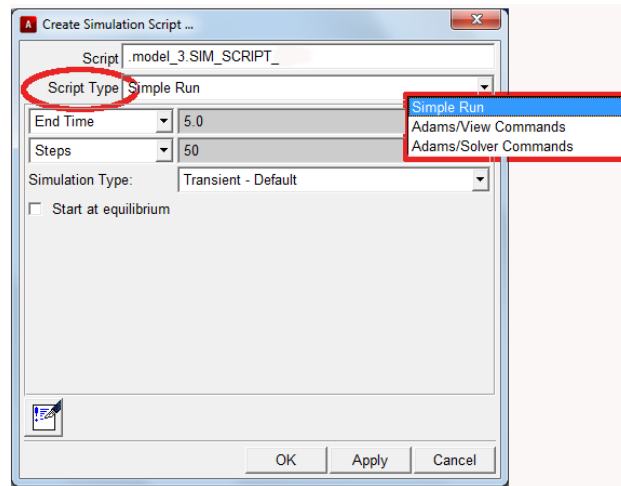 Create Simulation Script ...
Script .model_3.SIM_SCRIPT_
Script Type Simple Run
Simple Run
Adams/View Commands
Adams/Solver Commands
End Time 5.0
Steps 50
Simulation Type: Transient - Default
Start at equilibrium
OK Apply Cancel